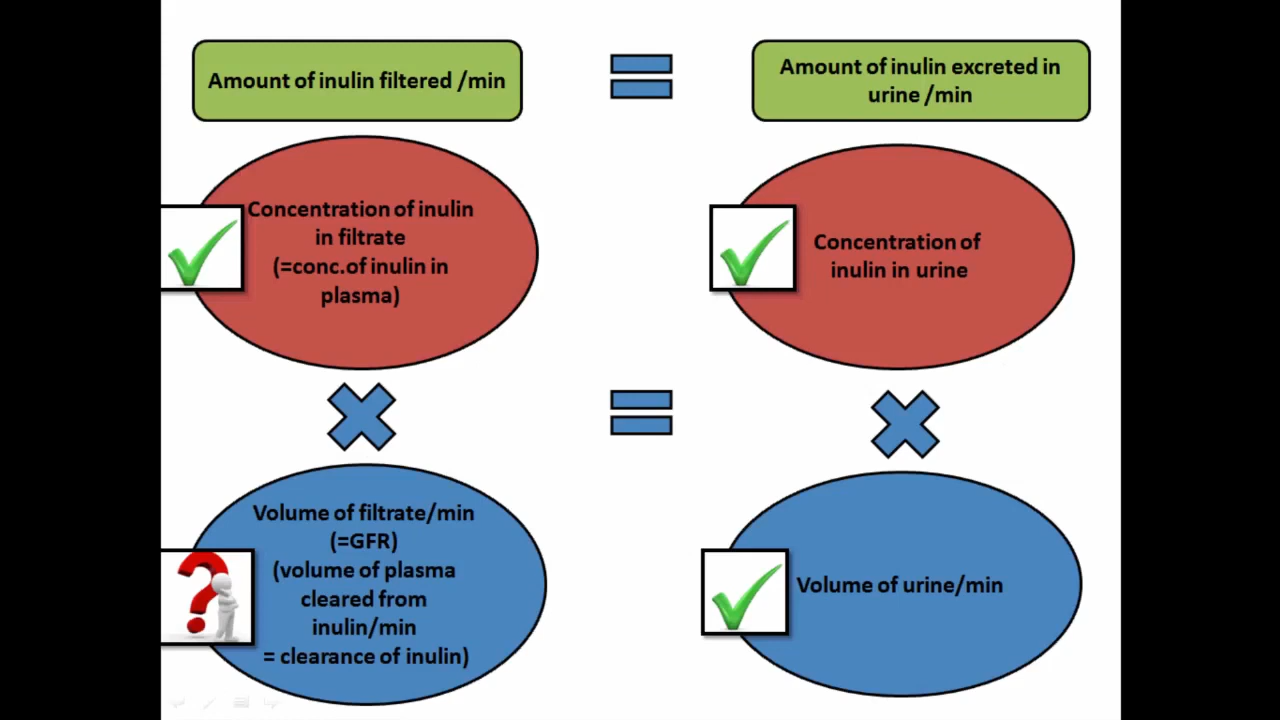 Amount of inulin filtered /min
Amount of inulin excreted in
urine /min
Concentration of inulin
in filtrate
(=conc.of inulin in
plasma)
Concentration of
inulin in urine
Volume of filtrate/min
(=GFR)
(volume of plasma
cleared from
inulin/min
= clearance of inulin)
Volume of urine/min